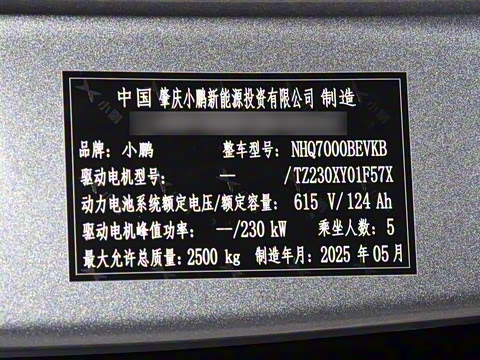 中国 肇庆小鹏新能源投资有限公司 制造
品牌：小鹏 整车型号：NHQ7000BEVKB
驱动电机型号： — /TZ230XY01F57X
动力电池系统额定电压/额定容量： 615 V/124 Ah
驱动电机峰值功率： —/230 kW 乘坐人数：5
最大允许总质量：2500 kg 制造年月：2025 年 05 月